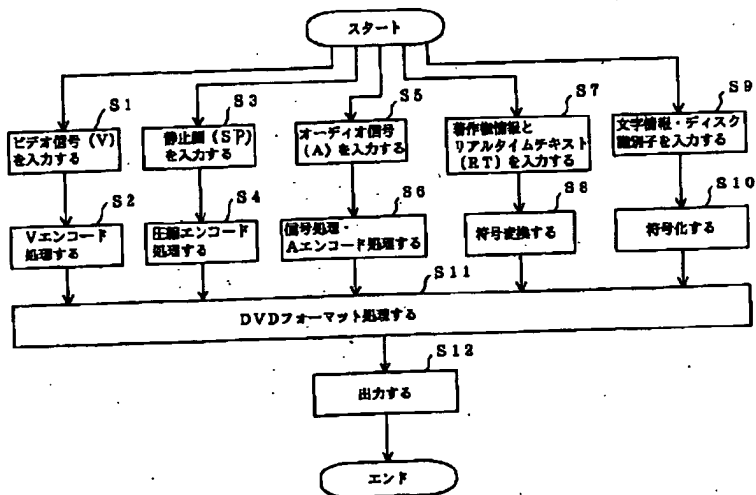 スタート
S1
ビデオ信号(V)
を入力する
S3
静止画(SP)
を入力する
S5
オーディオ信号
(A)を入力する
S7
著作権情報と
リアルタイムテキスト
(RT)を入力する
S9
文字情報・ディスク
識別子を入力する
S2
Vエンコード
処理する
S4
圧縮エンコード
処理する
S6
信号処理・
Aエンコード処理する
S8
符号変換する
S10
符号化する
S11
DVDフォーマット処理する
S12
出力する
エンド